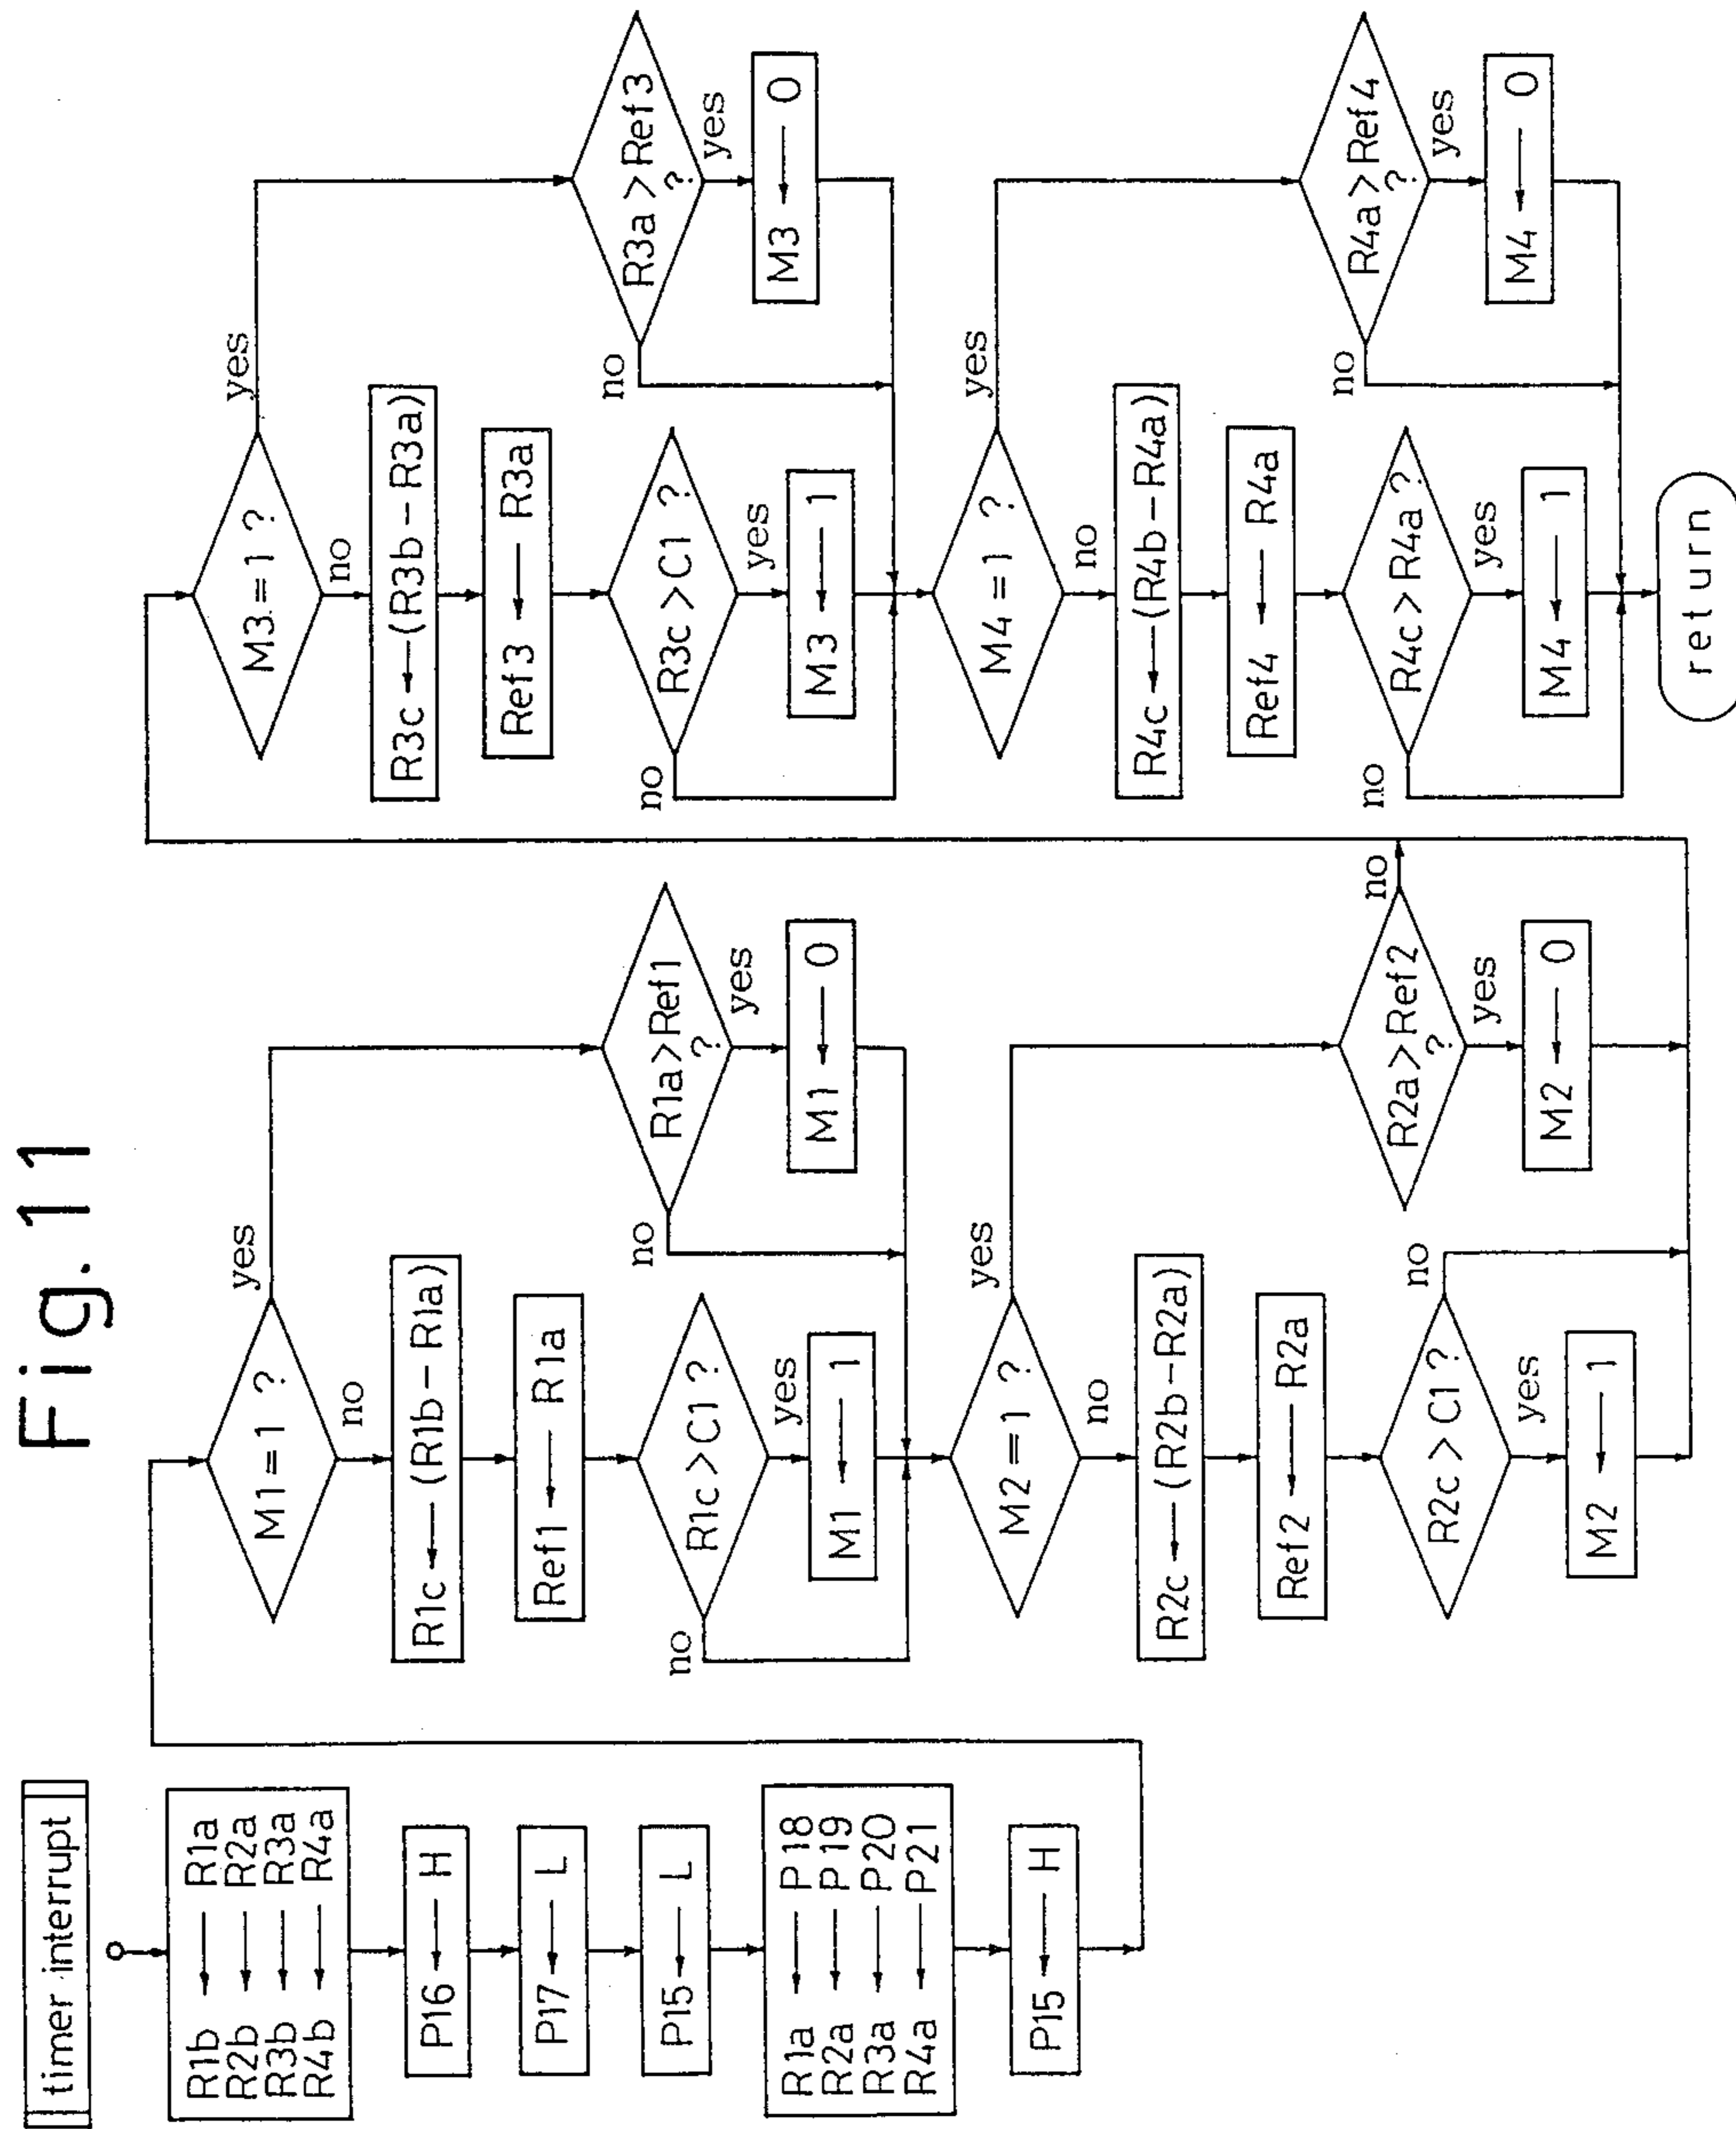 Fig. 11
timer interrupt
R1b ← R1a
R2b ← R2a
R3b ← R3a
R4b ← R4a
P16 ← H
P17 ← L
P15 ← L
R1a ← P18
R2a ← P19
R3a ← P20
R4a ← P21
P15 ← H
M1 = 1 ?
yes
no
R1c ← (R1b - R1a)
Ref1 ← R1a
R1c > C1 ?
no
yes
M1 ← 1
R1a > Ref1
?
no
yes
M1 ← 0
M2 = 1 ?
yes
no
R2c ← (R2b - R2a)
Ref2 ← R2a
R2c > C1 ?
no
yes
M2 ← 1
R2a > Ref2
?
no
yes
M2 ← 0
M3 = 1 ?
yes
no
R3c ← (R3b - R3a)
Ref3 ← R3a
R3c > C1 ?
no
yes
M3 ← 1
R3a > Ref3
?
no
yes
M3 ← 0
M4 = 1 ?
yes
no
R4c ← (R4b - R4a)
Ref4 ← R4a
R4c > R4a ?
no
yes
M4 ← 1
R4a > Ref4
?
no
yes
M4 ← 0
return